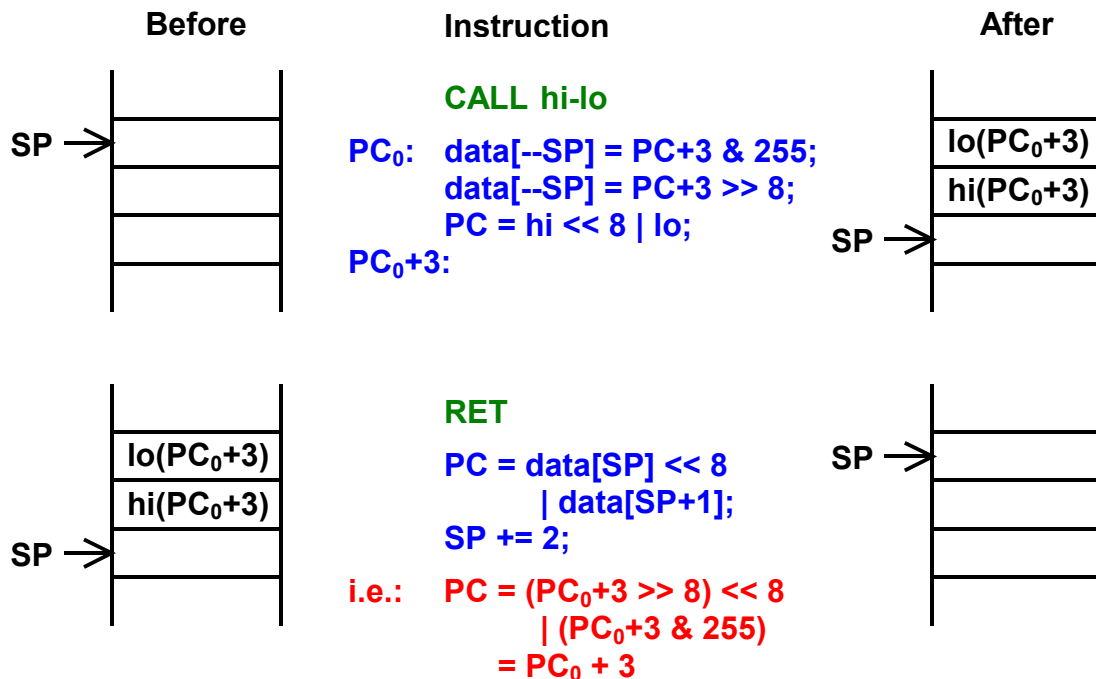 Before Instruction After
CALL hi-lo
SP
PC₀: data[--SP] = PC+3 & 255;
data[--SP] = PC+3 >> 8;
PC = hi << 8 | lo;
PC₀+3:
lo(PC₀+3)
hi(PC₀+3)
SP
RET
lo(PC₀+3)
hi(PC₀+3)
SP
PC = data[SP] << 8
| data[SP+1];
SP += 2;
i.e.: PC = (PC₀+3 >> 8) << 8
| (PC₀+3 & 255)
= PC₀ + 3
SP